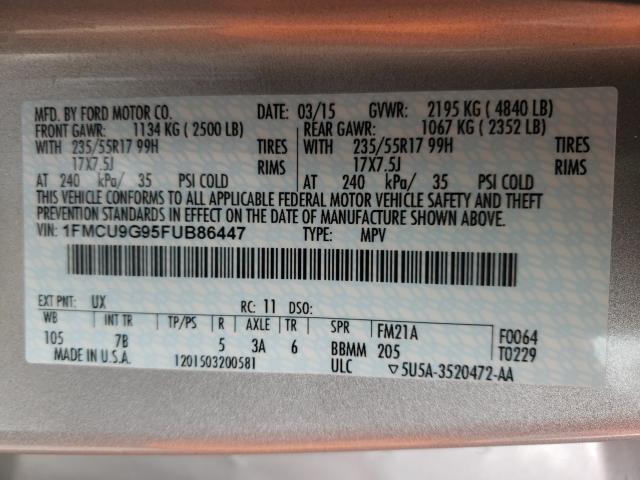 MFD. BY FORD MOTOR CO. DATE: 03/15 GVWR: 2195 KG ( 4840 LB)
FRONT GAWR: 1134 KG ( 2500 LB) REAR GAWR: 1067 KG ( 2352 LB)
WITH 235/55R17 99H TIRES WITH 235/55R17 99H TIRES
17X7.5J RIMS 17X7.5J RIMS
AT 240 kPa/ 35 PSI COLD AT 240 kPa/ 35 PSI COLD
THIS VEHICLE CONFORMS TO ALL APPLICABLE FEDERAL MOTOR VEHICLE SAFETY AND THEFT
PREVENTION STANDARDS IN EFFECT ON THE DATE OF MANUFACTURE SHOWN ABOVE.
VIN: 1FMCU9G95FUB86447 TYPE: MPV
EXT PNT: UX RC: 11 DSO:
WB INT TR TP/PS R AXLE TR SPR FM21A F0064
105 7B 5 3A 6 BBMM 205 T0229
MADE IN U.S.A. 1201503200581 ULC ▽5U5A-3520472-AA